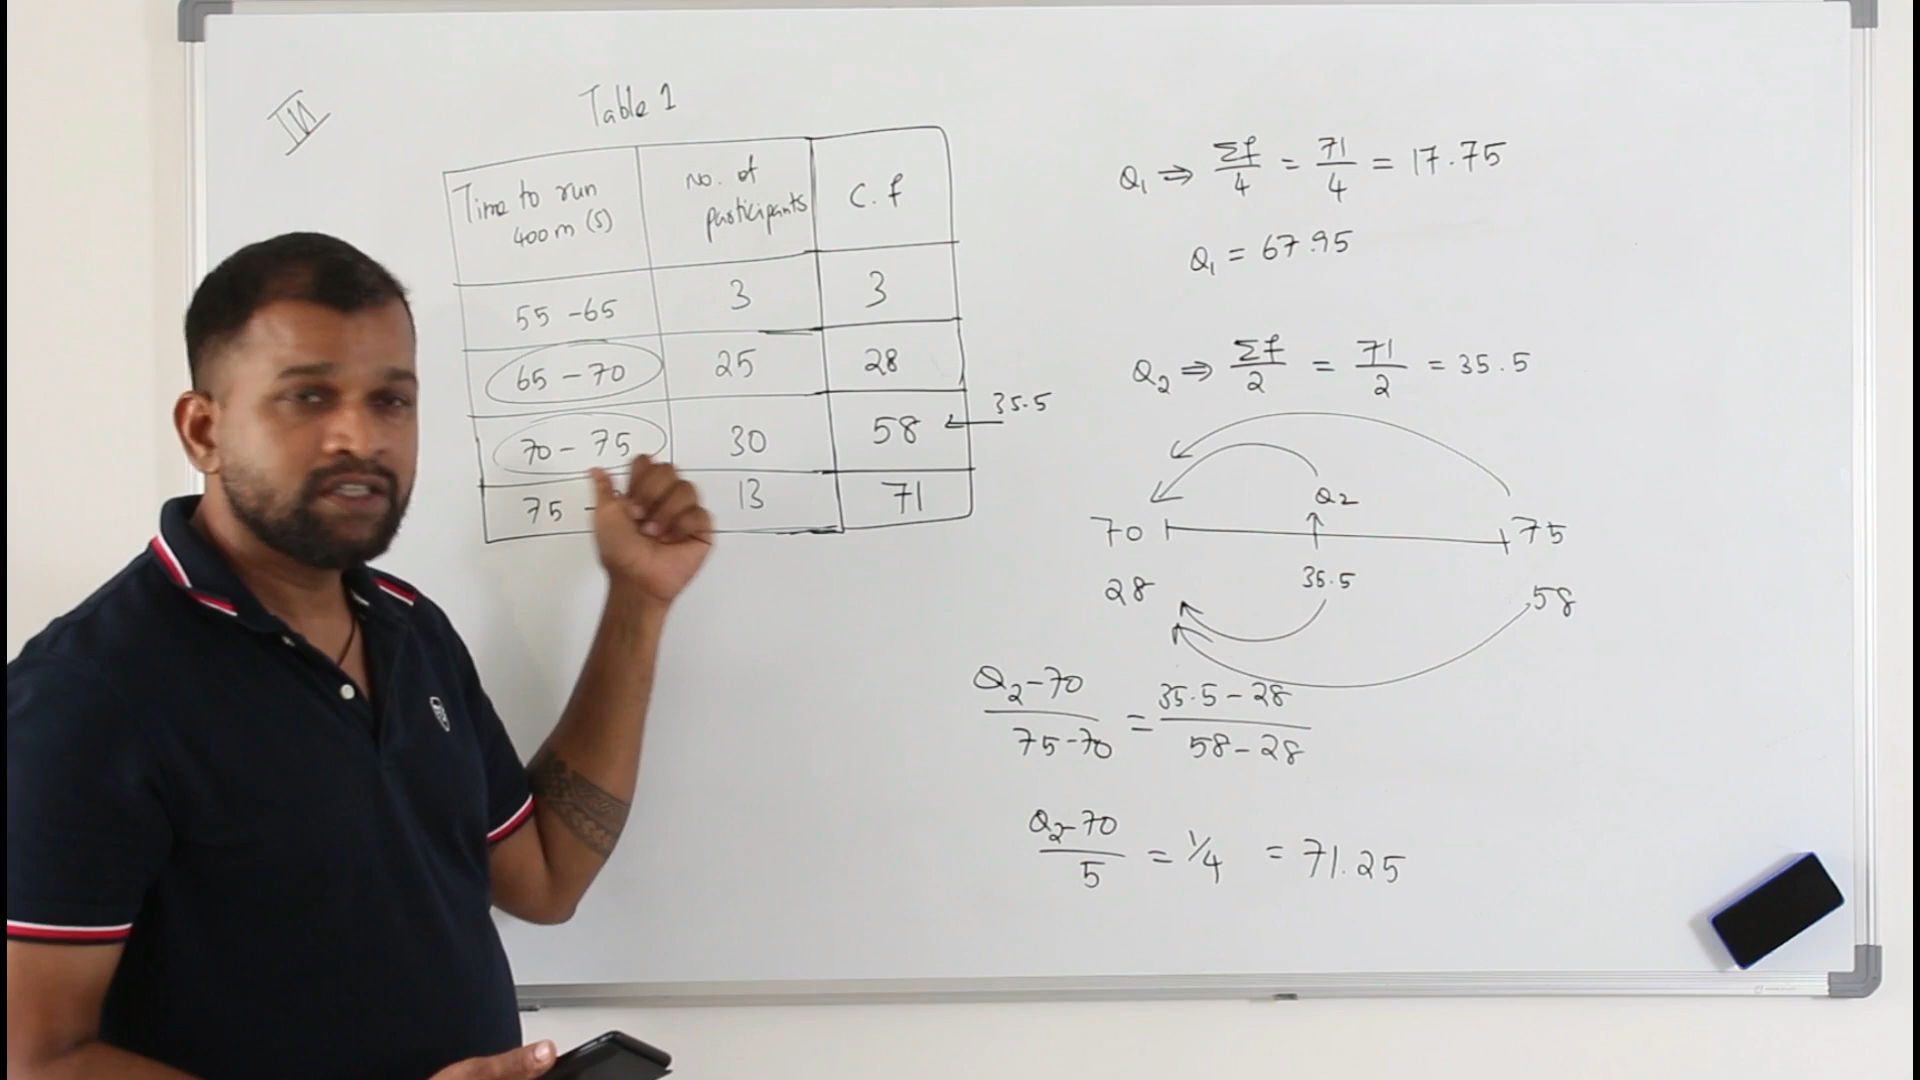 Table 1
Time to run 400m (s) | No. of participants | C.f
55 - 65 | 3 | 3
65 - 70 | 25 | 28
70 - 75 | 30 | 58 ← 35.5
75 - | 13 | 71
Q₁ ⇒ Σf/4 = 71/4 = 17.75
Q₁ = 67.95
Q₂ ⇒ Σf/2 = 71/2 = 35.5
Q₂
70 75
28 35.5 58
Q₂-70/75-70 = 35.5-28/58-28
Q₂-70/5 = 1/4 = 71.25